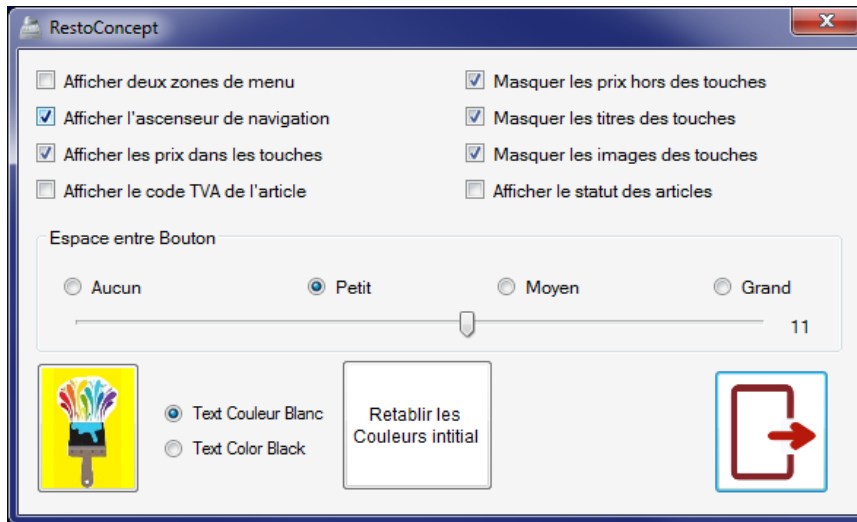 RestoConcept
Afficher deux zones de menu
Masquer les prix hors des touches
Afficher l'ascenseur de navigation
Masquer les titres des touches
Afficher les prix dans les touches
Masquer les images des touches
Afficher le code TVA de l'article
Afficher le statut des articles
Espace entre Bouton
Aucun
Petit
Moyen
Grand
11
Text Couleur Blanc
Text Color Black
Retablir les
Couleurs intitial